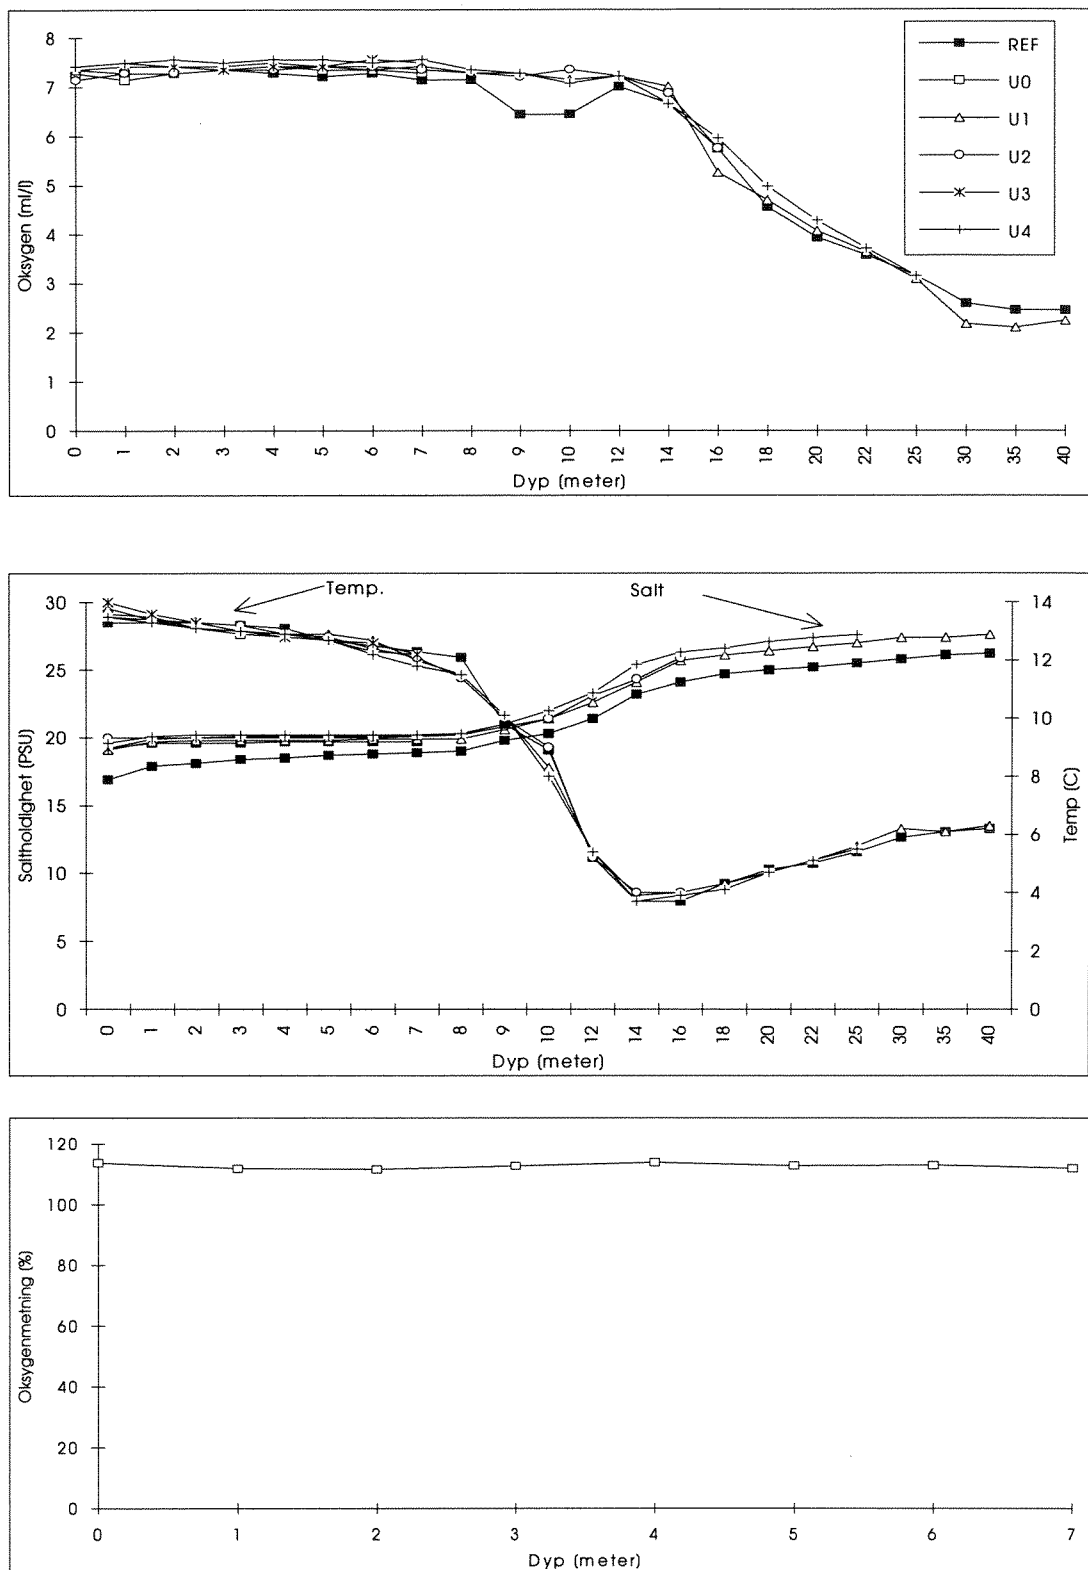 8
7
6
5
4
3
2
1
0
Oksygen (ml/l)
0 1 2 3 4 5 6 7 8 9 10 12 14 16 18 20 22 25 30 35 40
Dyp (meter)
REF
U0
U1
U2
U3
U4
Temp.
Salt
30
25
20
15
10
5
0
Saltholdighet (PSU)
14
12
10
8
6
4
2
0
Temp (C)
0 1 2 3 4 5 6 7 8 9 10 12 14 16 18 20 22 25 30 35 40
Dyp (meter)
120
100
80
60
40
20
0
Oksygenmetning (%)
0 1 2 3 4 5 6 7
Dyp (meter)